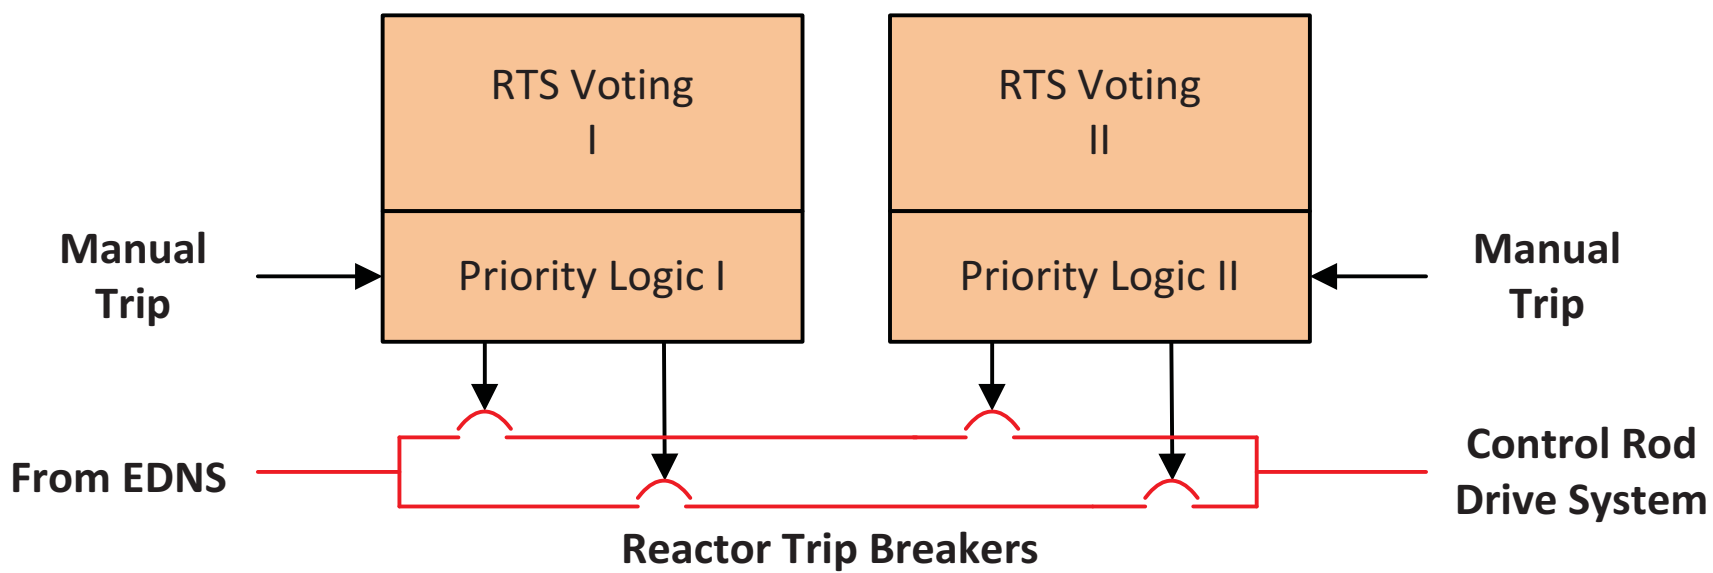 RTS Voting
I
RTS Voting
II
Manual
Trip
Priority Logic I
Priority Logic II
Manual
Trip
From EDNS
Control Rod
Drive System
Reactor Trip Breakers